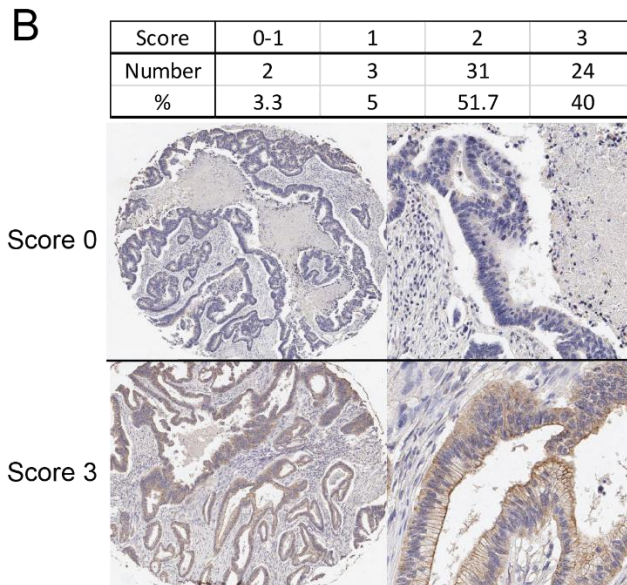 B
Score 0-1 1 2 3
Number 2 3 31 24
% 3.3 5 51.7 40
Score 0
Score 3